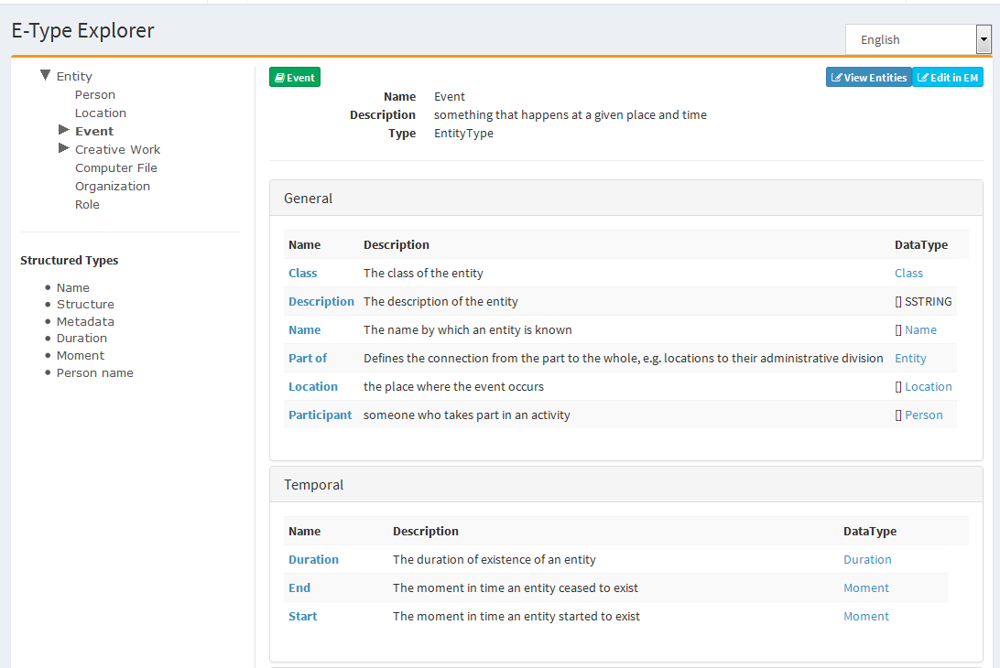 E-Type Explorer
English
Entity
Person
Location
Event
Creative Work
Computer File
Organization
Role
Structured Types
Name
Structure
Metadata
Duration
Moment
Person name
Event
View Entities Edit in EM
Name Event
Description something that happens at a given place and time
Type EntityType
General
Name Description DataType
Class The class of the entity Class
Description The description of the entity [] SSTRING
Name The name by which an entity is known [] Name
Part of Defines the connection from the part to the whole, e.g. locations to their administrative division Entity
Location the place where the event occurs [] Location
Participant someone who takes part in an activity [] Person
Temporal
Name Description DataType
Duration The duration of existence of an entity Duration
End The moment in time an entity ceased to exist Moment
Start The moment in time an entity started to exist Moment